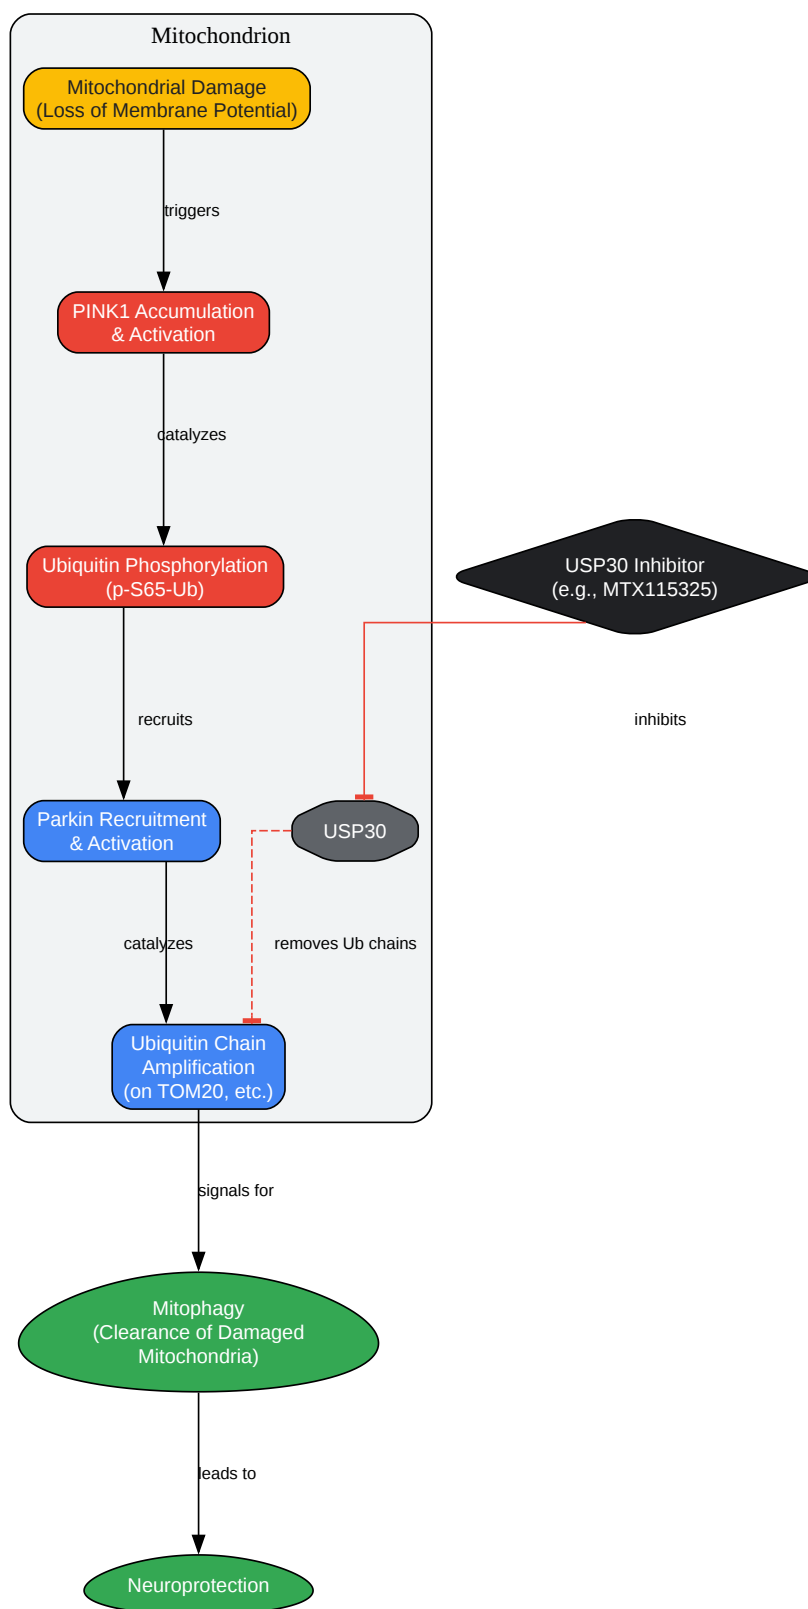 Mitochondrion
Mitochondrial Damage
(Loss of Membrane Potential)
triggers
PINK1 Accumulation
& Activation
catalyzes
Ubiquitin Phosphorylation
(p-S65-Ub)
USP30 Inhibitor
(e.g., MTX115325)
recruits
inhibits
Parkin Recruitment
& Activation
USP30
catalyzes
removes Ub chains
Ubiquitin Chain
Amplification
(on TOM20, etc.)
signals for
Mitophagy
(Clearance of Damaged
Mitochondria)
leads to
Neuroprotection